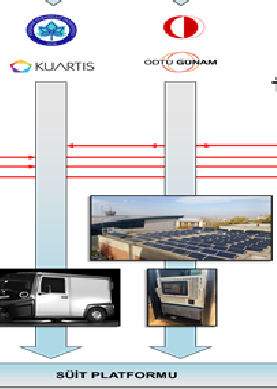 KUARTIS
ODTÜ GÜNAM
SÜİT PLATFORMU